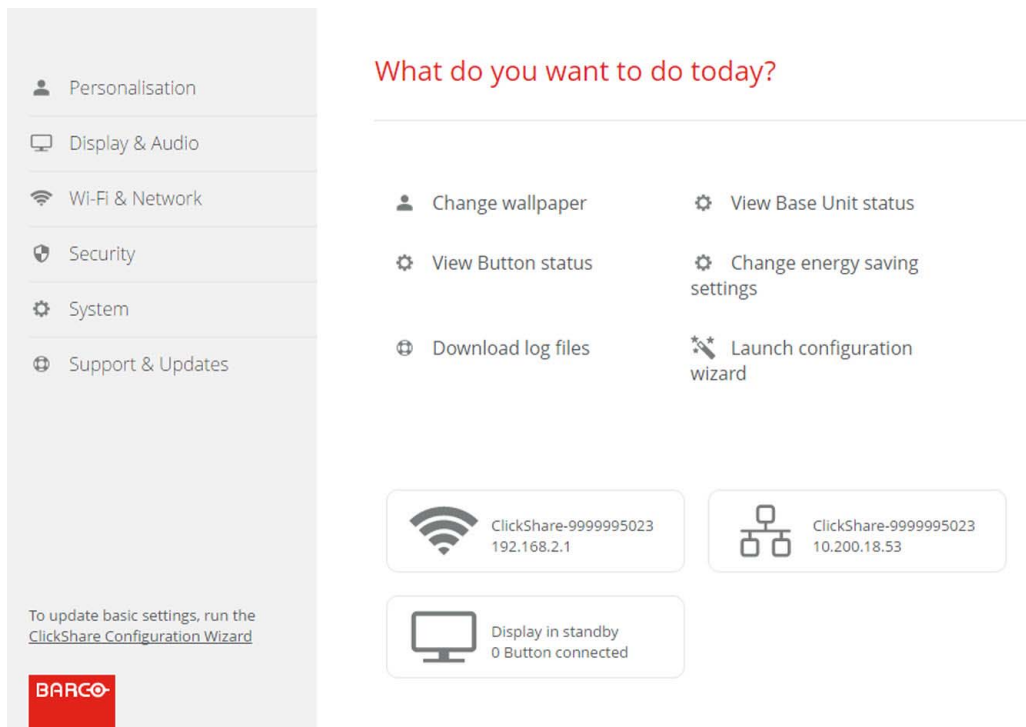 Personalisation
Display & Audio
Wi-Fi & Network
Security
System
Support & Updates
To update basic settings, run the
ClickShare Configuration Wizard
BARCO
What do you want to do today?
Change wallpaper
View Base Unit status
View Button status
Change energy saving
settings
Download log files
Launch configuration
wizard
ClickShare-9999995023
192.168.2.1
ClickShare-9999995023
10.200.18.53
Display in standby
0 Button connected